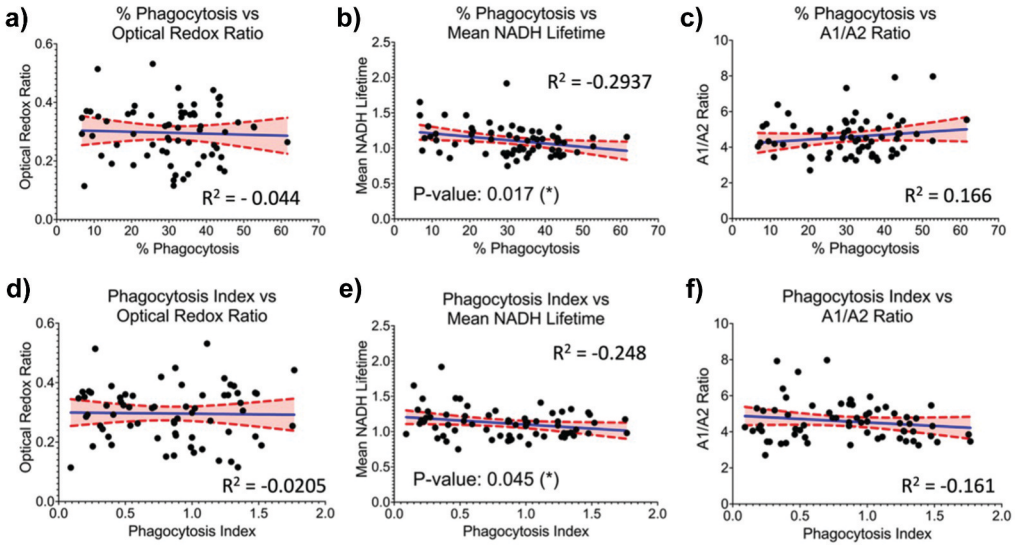 a)
% Phagocytosis vs
Optical Redox Ratio
Optical Redox Ratio
0.6
0.4
0.2
0.0
R² = - 0.044
10 20 30 40 50 60 70
% Phagocytosis
b)
% Phagocytosis vs
Mean NADH Lifetime
Mean NADH Lifetime
2.5
2.0
1.5
1.0
0.5
0.0
R² = -0.2937
P-value: 0.017 (*)
0 10 20 30 40 50 60 70
% Phagocytosis
c)
% Phagocytosis vs
A1/A2 Ratio
A1/A2 Ratio
10
8
6
4
2
0
R² = 0.166
0 10 20 30 40 50 60 70
% Phagocytosis
d)
Phagocytosis Index vs
Optical Redox Ratio
Optical Redox Ratio
0.6
0.4
0.2
0.0
R² = -0.0205
0.0 0.5 1.0 1.5 2.0
Phagocytosis Index
e)
Phagocytosis Index vs
Mean NADH Lifetime
Mean NADH Lifetime
2.5
2.0
1.5
1.0
0.5
0.0
R² = -0.248
P-value: 0.045 (*)
0.0 0.5 1.0 1.5 2.0
Phagocytosis Index
f)
Phagocytosis Index vs
A1/A2 Ratio
A1/A2 Ratio
10
8
6
4
2
0
R² = -0.161
0.0 0.5 1.0 1.5 2.0
Phagocytosis Index